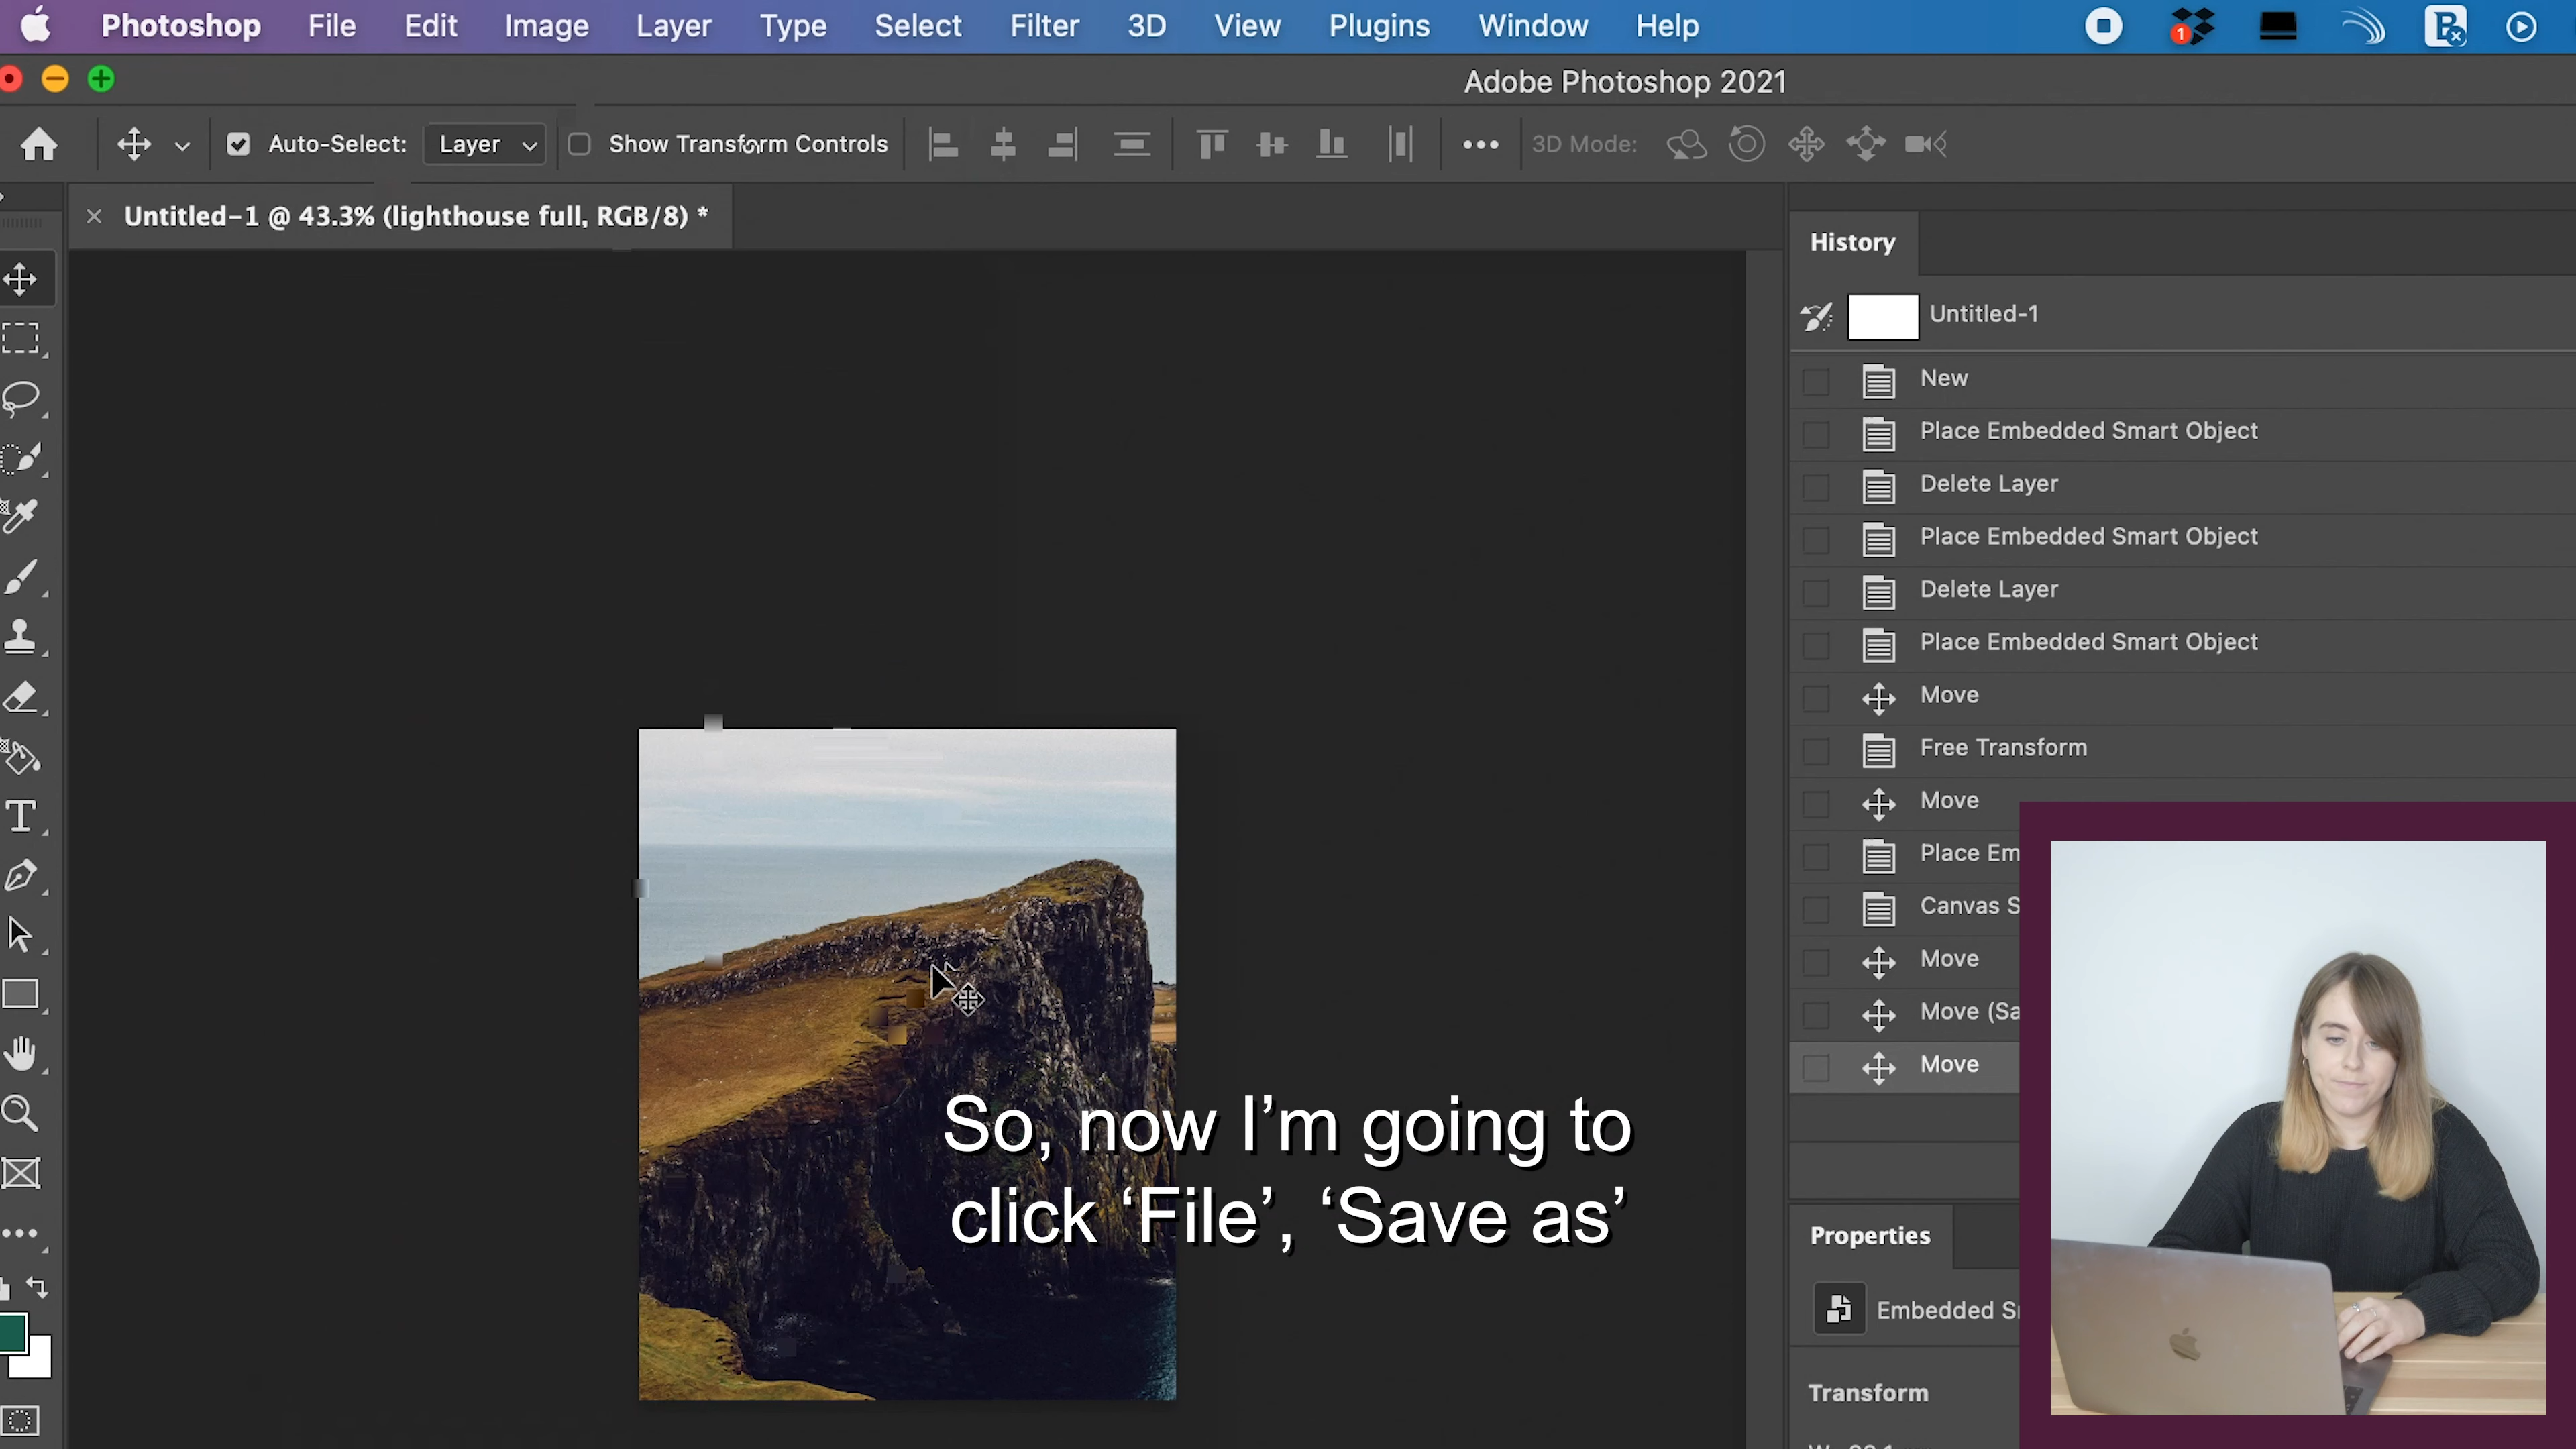 Photoshop File Edit Image Layer Type Select Filter 3D View Plugins Window Help
1
Adobe Photoshop 2021
Auto-Select: Layer Show Transform Controls 3D Mode:
Untitled-1 @ 43.3% (lighthouse full, RGB/8) *
History
Untitled-1
New
Place Embedded Smart Object
Delete Layer
Place Embedded Smart Object
Delete Layer
Place Embedded Smart Object
Move
Free Transform
Move
Place Em
Canvas S
Move
Move (Sa
Move
So, now I’m going to
click ‘File’, ‘Save as’
Properties
Embedded
Transform